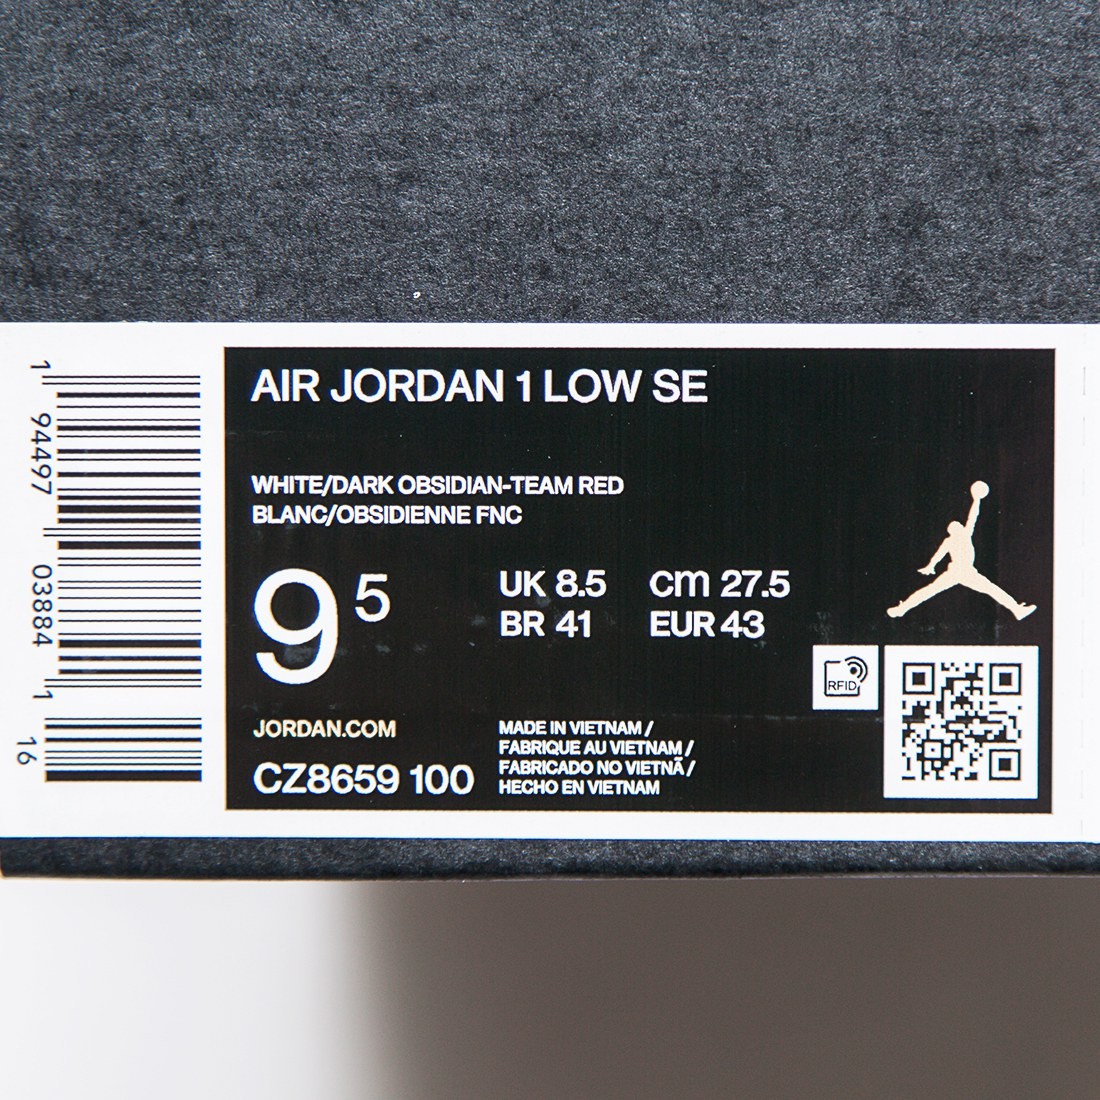 1 94497 03884 1 16
AIR JORDAN 1 LOW SE
WHITE/DARK OBSIDIAN-TEAM RED
BLANC/OBSIDIENNE FNC
9 5
UK 8.5 cm 27.5
BR 41 EUR 43
RFID
JORDAN.COM
CZ8659 100
MADE IN VIETNAM /
FABRIQUE AU VIETNAM /
FABRICADO NO VIETNÃ /
HECHO EN VIETNAM